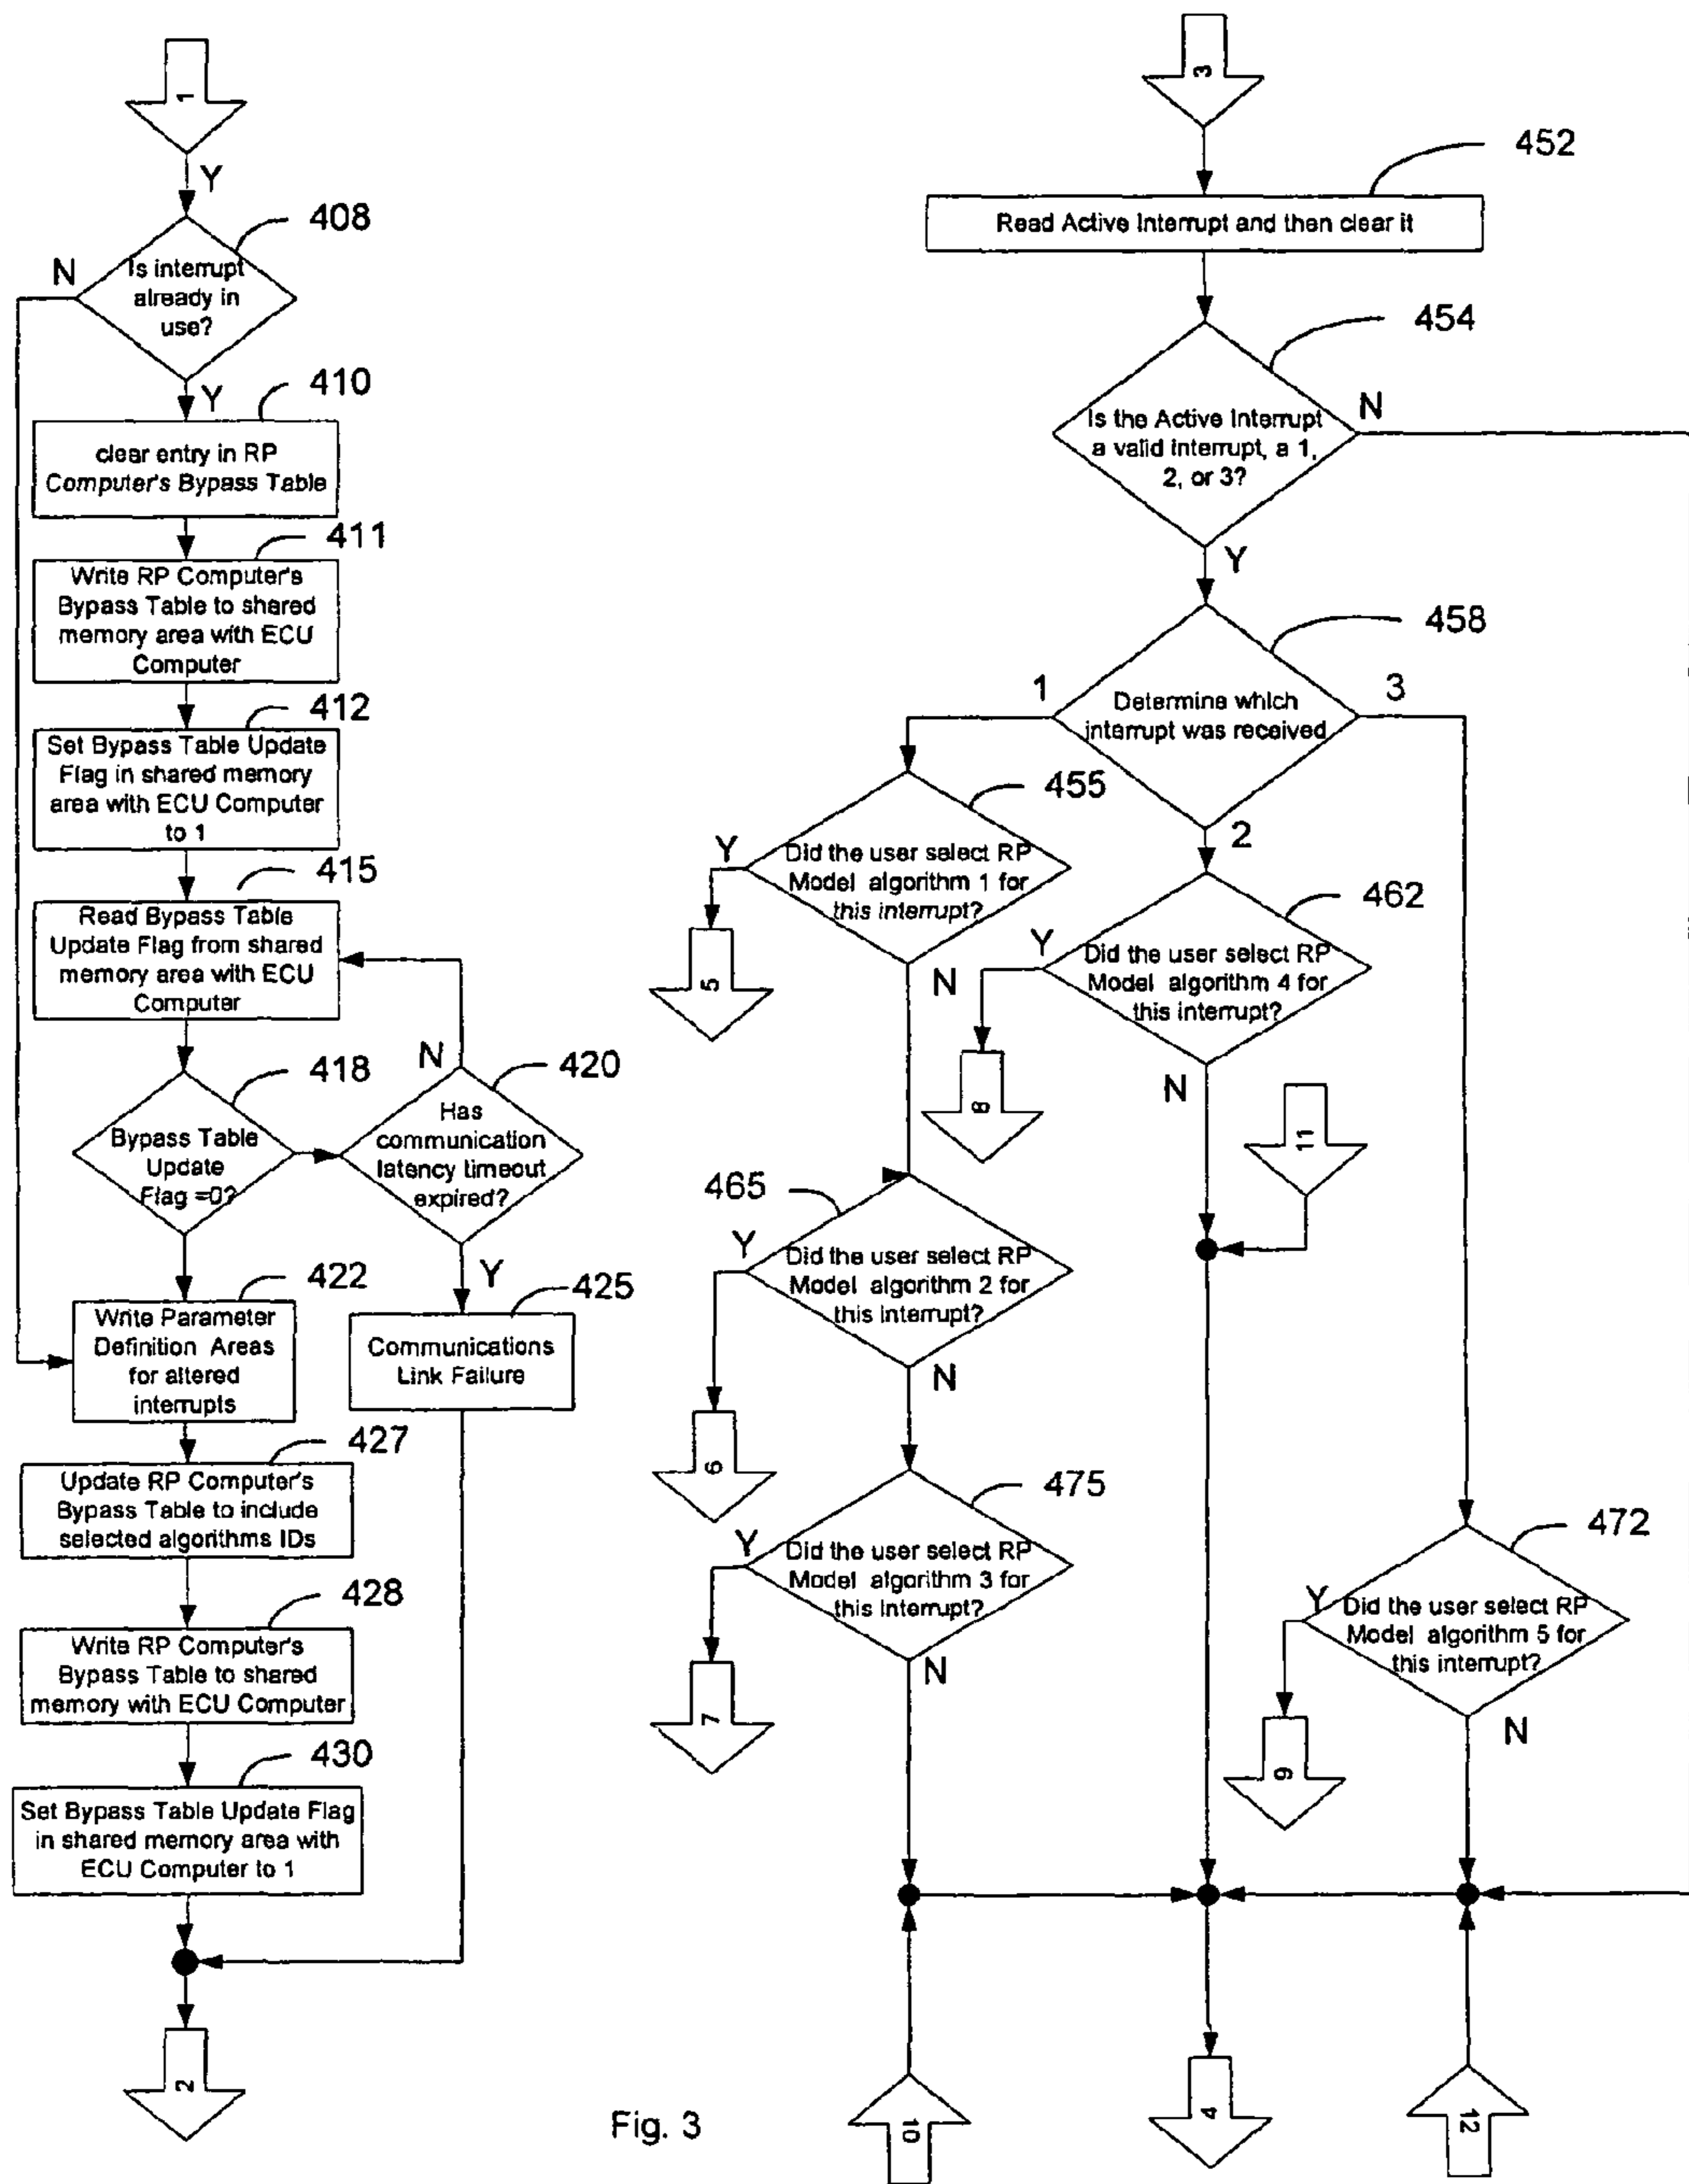 1
Y
408
N
Is interrupt
already in
use?
Y
410
clear entry in RP
Computer's Bypass Table
411
Write RP Computer's
Bypass Table to shared
memory area with ECU
Computer
412
Set Bypass Table Update
Flag in shared memory
area with ECU Computer
to 1
415
Read Bypass Table
Update Flag from shared
memory area with ECU
Computer
418
Bypass Table
Update
Flag =0?
N
420
Has
communication
latency timeout
expired?
Y
422
Write Parameter
Definition Areas
for altered
interrupts
425
Communications
Link Failure
427
Update RP Computer's
Bypass Table to include
selected algorithms IDs
428
Write RP Computer's
Bypass Table to shared
memory with ECU Computer
430
Set Bypass Table Update Flag
in shared memory area with
ECU Computer to 1
2
3
452
Read Active Interrupt and then clear it
454
Is the Active Interrupt
a valid interrupt, a 1,
2, or 3?
N
Y
458
1
3
Determine which
interrupt was received
2
455
Y
Did the user select RP
Model algorithm 1 for
this interrupt?
5
N
462
Y
Did the user select RP
Model algorithm 4 for
this interrupt?
8
N
11
465
Y
Did the user select RP
Model algorithm 2 for
this interrupt?
6
N
475
Y
Did the user select RP
Model algorithm 3 for
this interrupt?
7
N
472
Y
Did the user select RP
Model algorithm 5 for
this interrupt?
9
N
10
4
12
Fig. 3